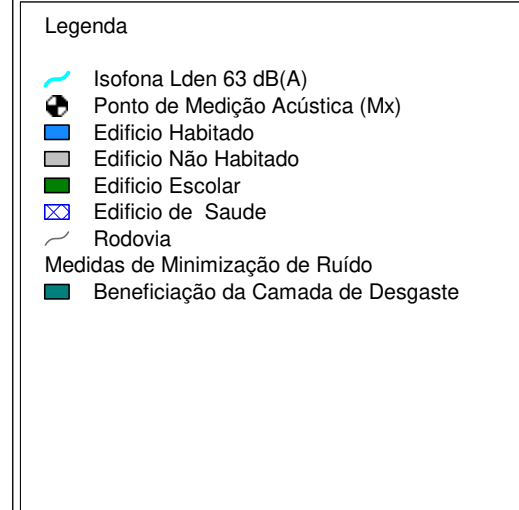 Legenda
Isofona Lden 63 dB(A)
Ponto de Medição Acústica (Mx)
Edificio Habitado
Edificio Não Habitado
Edificio Escolar
Edificio de  Saude
Rodovia
Medidas de Minimização de Ruído
Beneficiação da Camada de Desgaste